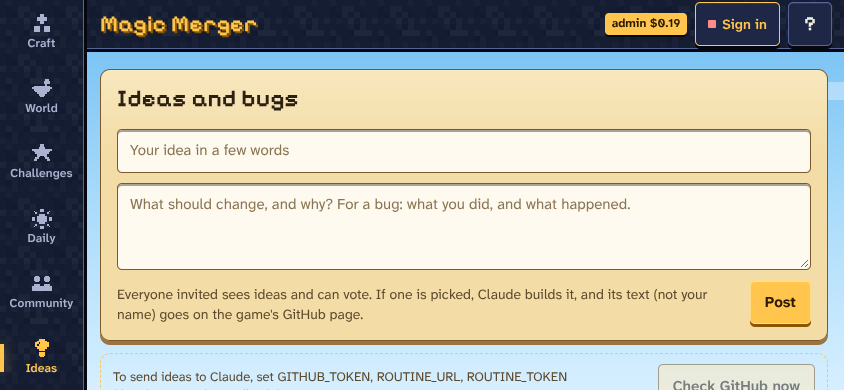 Craft
World
Challenges
Daily
Community
Ideas
Magic Merger
admin $0.19
Sign in
?
Ideas and bugs
Your idea in a few words
What should change, and why? For a bug: what you did, and what happened.
Everyone invited sees ideas and can vote. If one is picked, Claude builds it, and its text (not your
name) goes on the game's GitHub page.
Post
To send ideas to Claude, set GITHUB_TOKEN, ROUTINE_URL, ROUTINE_TOKEN
Check GitHub now